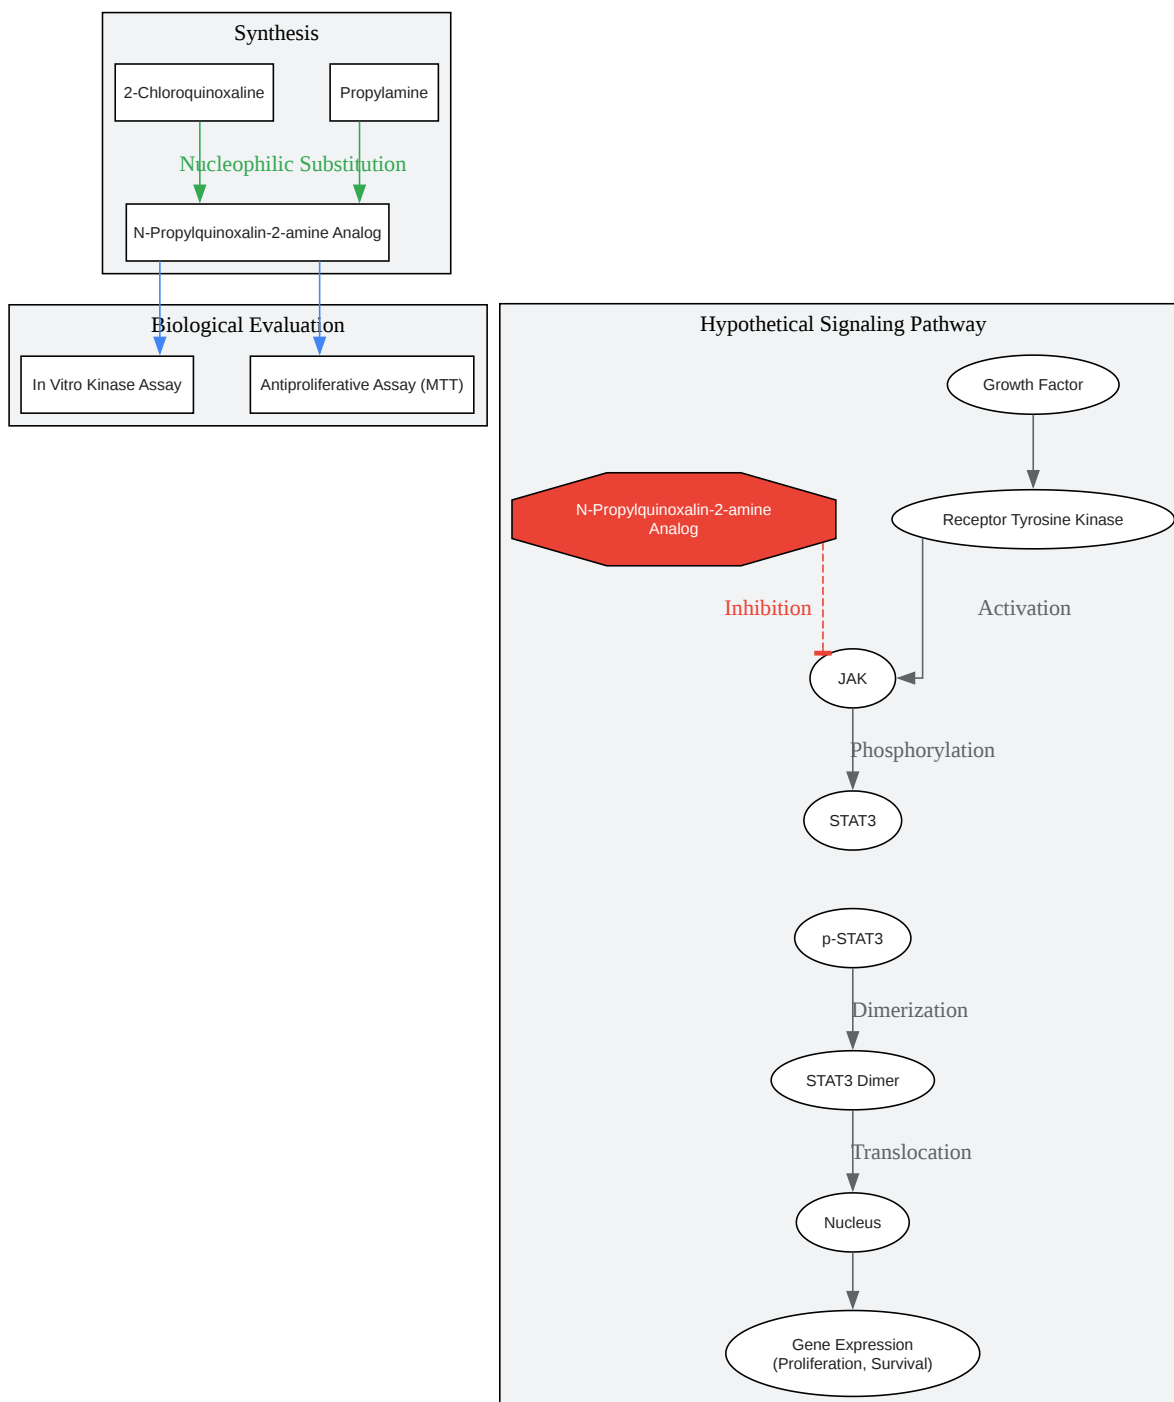 Synthesis
2-Chloroquinoxaline
Propylamine
Nucleophilic Substitution
N-Propylquinoxalin-2-amine Analog
Biological Evaluation
In Vitro Kinase Assay
Antiproliferative Assay (MTT)
Hypothetical Signaling Pathway
Growth Factor
N-Propylquinoxalin-2-amine
Analog
Receptor Tyrosine Kinase
Inhibition
Activation
JAK
Phosphorylation
STAT3
p-STAT3
Dimerization
STAT3 Dimer
Translocation
Nucleus
Gene Expression
(Proliferation, Survival)